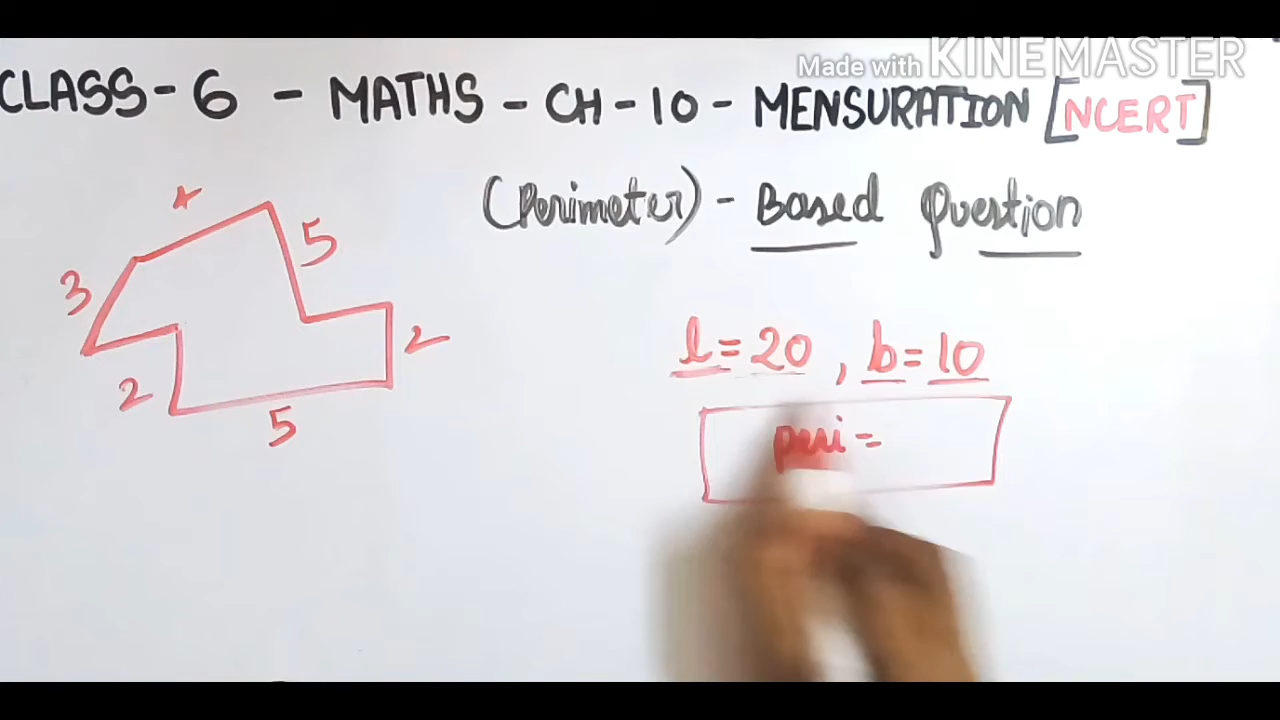 Made with KINEMASTER
CLASS-6 - MATHS - CH-10 - MENSURATION [NCERT]
(Perimeter) - Based Question
5
3
2
2
5
l = 20 , b = 10
peri =